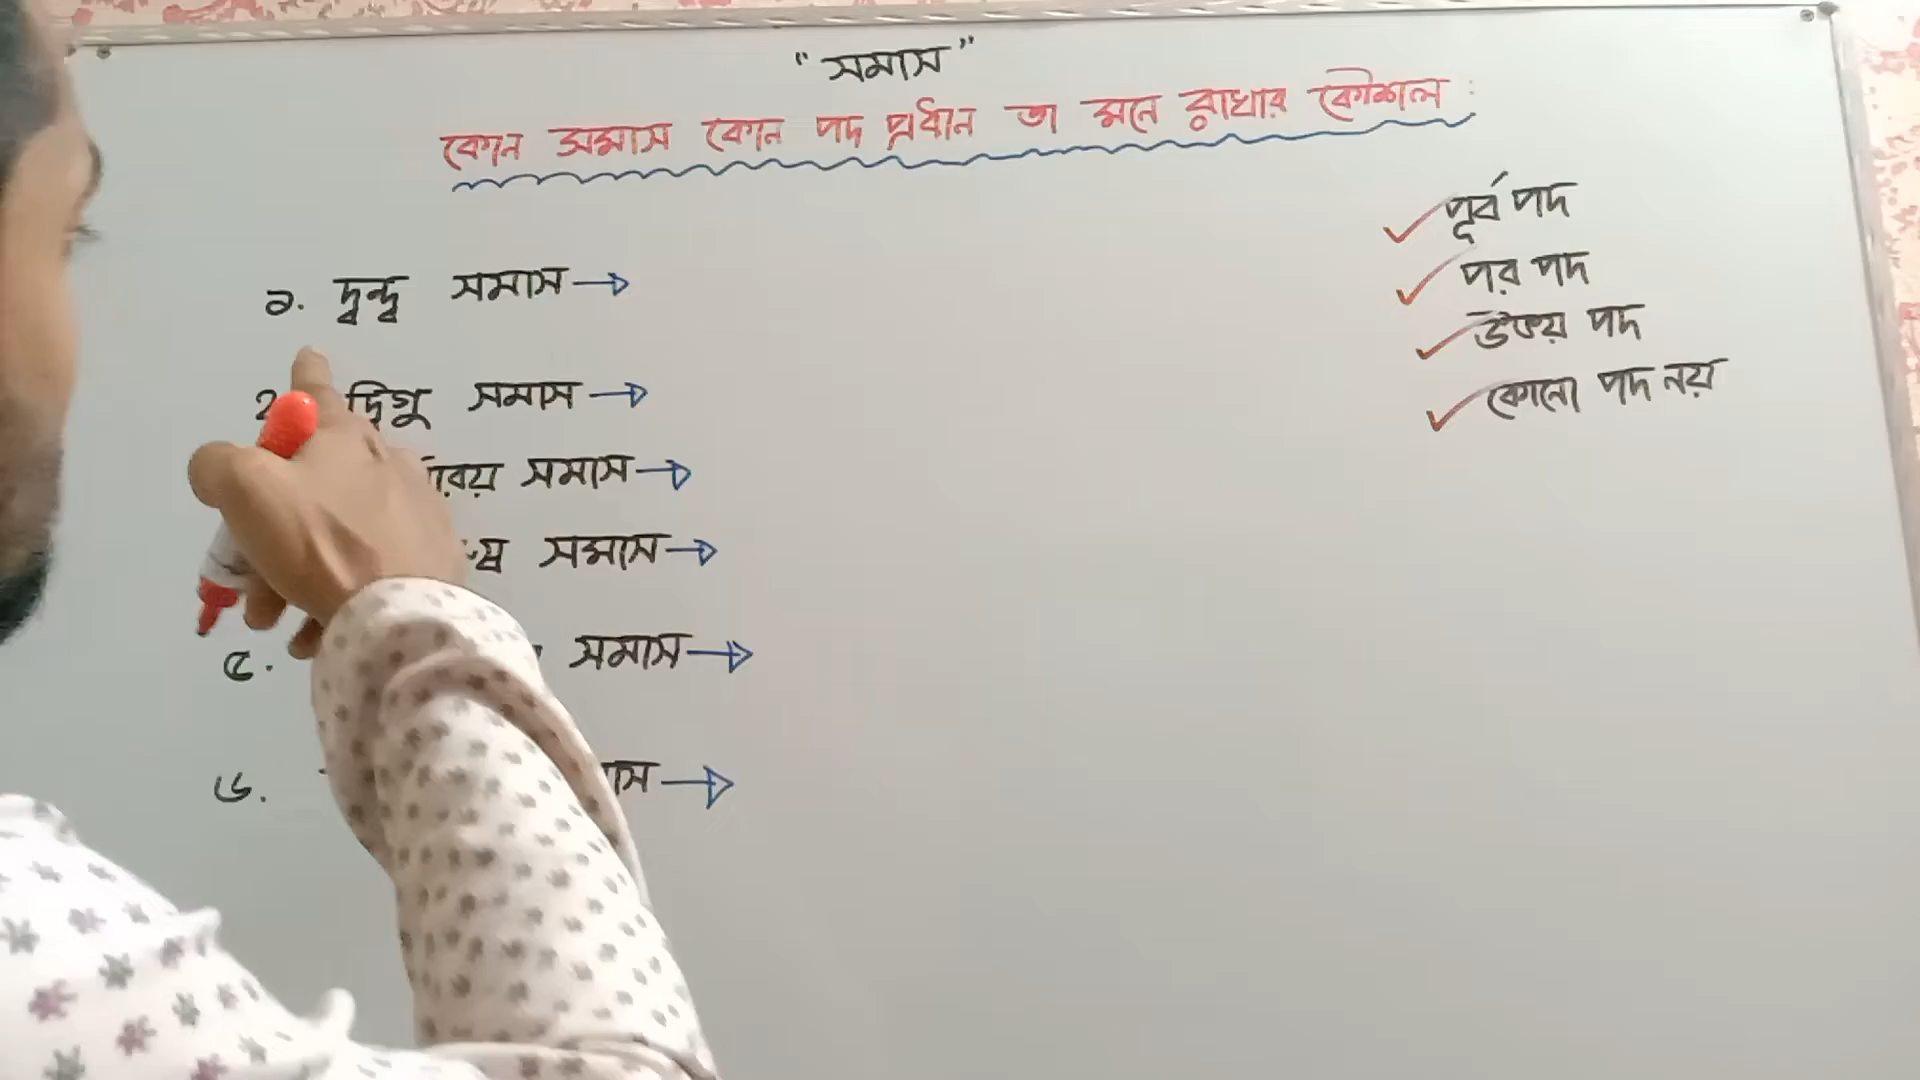 "সমাস"
কোন সমাস কোন পদ প্রধান তা মনে রাখার কৌশল :
পূর্ব পদ
পর পদ
উভয় পদ
কোনো পদ নয়
১. দ্বন্দ্ব সমাস
২ দ্বিগু সমাস
সমাস
সমাস
৫. সমাস
৬.